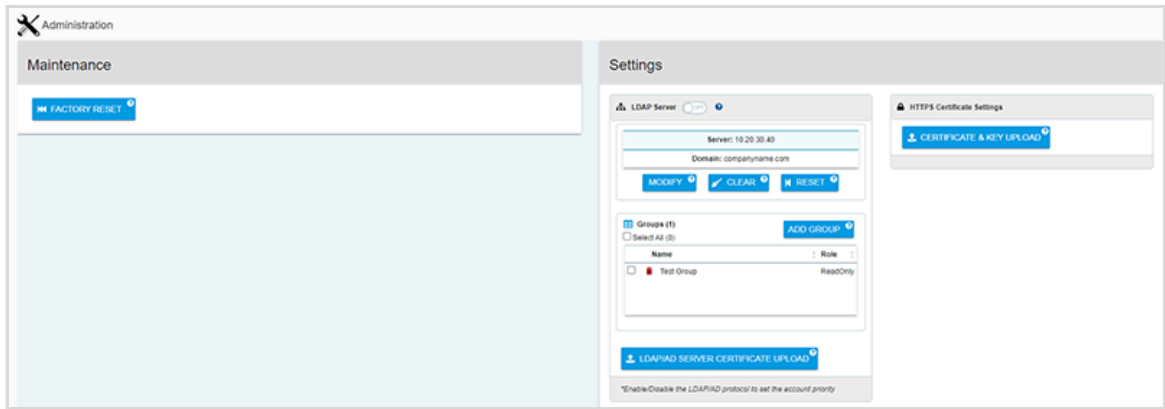 Administration
Maintenance
FACTORY RESET ?
Settings
LDAP Server OFF ?
Server: 10.20.30.40
Domain: companyname.com
MODIFY ?
CLEAR ?
RESET ?
Groups (1)
Select All (0)
ADD GROUP ?
Name
Role
Test Group
ReadOnly
LDAP/AD SERVER CERTIFICATE UPLOAD ?
*Enable/Disable the LDAP/AD protocol to set the account priority
HTTPS Certificate Settings
CERTIFICATE & KEY UPLOAD ?